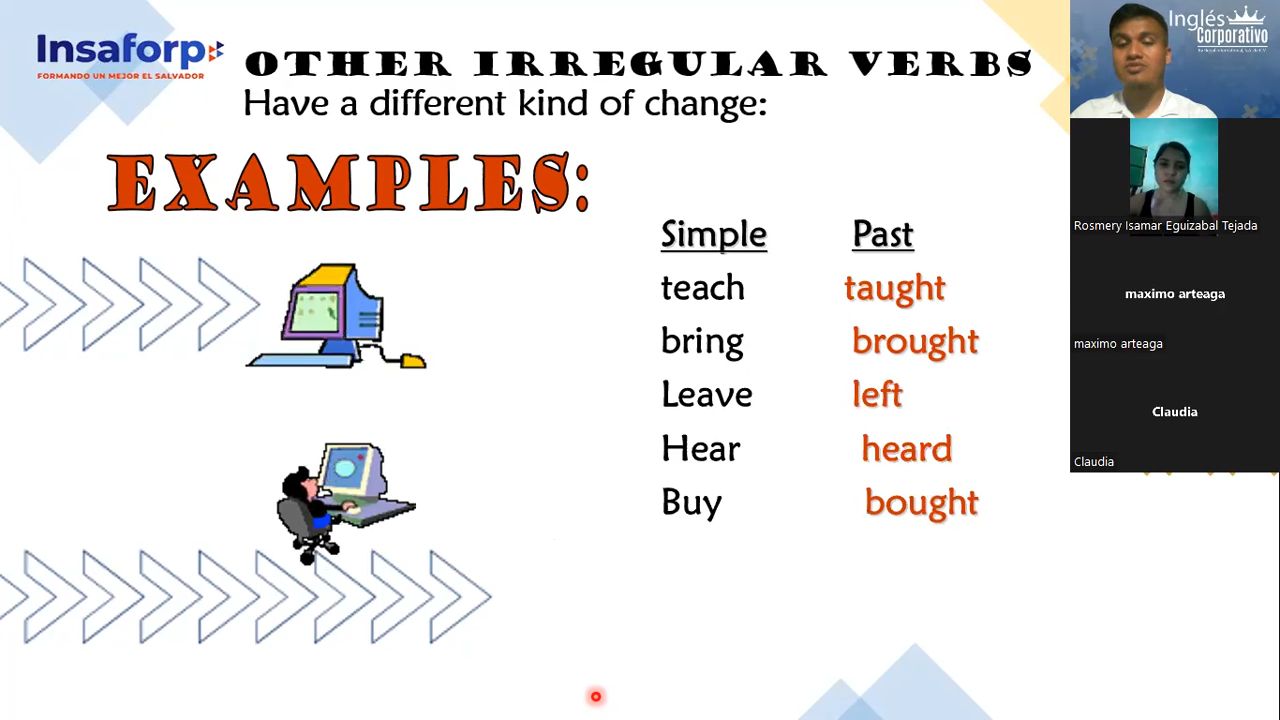 Insaforp
FORMANDO UN MEJOR EL SALVADOR
OTHER IRREGULAR VERBS
Have a different kind of change:
EXAMPLES:
Simple Past
teach taught
bring brought
Leave left
Hear heard
Buy bought
Inglés
Corporativo
Rosmery Isamar Eguizabal Tejada
maximo arteaga
maximo arteaga
Claudia
Claudia